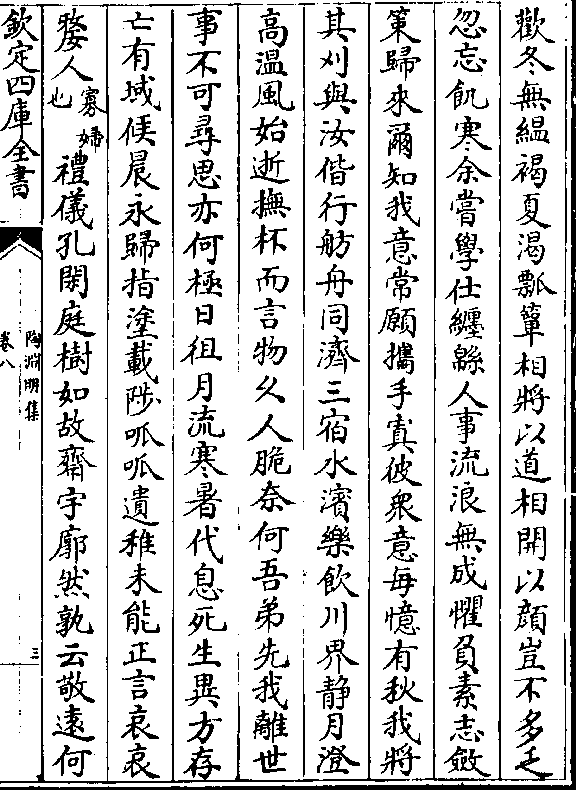 歡冬無緼褐夏渴瓢簞相將以道相開以顔豈不多乏
忽忘飢寒余嘗學仕纏緜人事流浪無成懼負素志斂
策歸來爾知我意常願攜手寘彼衆意每憶有秋我將
其刈與汝偕行舫舟同濟三宿水濱樂飲川界靜月澄
高温風始逝撫杯而言物久人脆奈何吾弟先我離世
事不可尋思亦何極日徂月流寒暑代息死生異方存
亡有域候晨永歸指塗載陟呱呱遺稚未能正言哀哀
嫠人寡婦也禮儀孔閑庭樹如故齋宇廓然孰云敬遠何
欽定四庫全書
陶淵明集
卷八
三